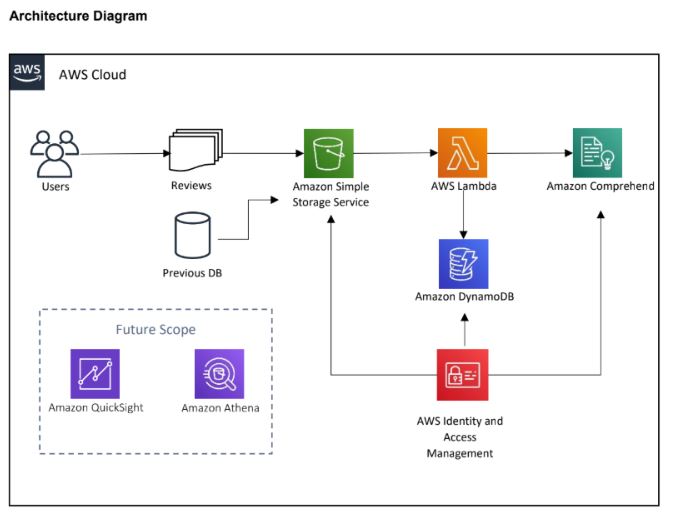 Architecture Diagram
aws
AWS Cloud
Users
Reviews
Amazon Simple
Storage Service
AWS Lambda
Amazon Comprehend
Previous DB
Amazon DynamoDB
Future Scope
Amazon QuickSight
Amazon Athena
AWS Identity and
Access
Management